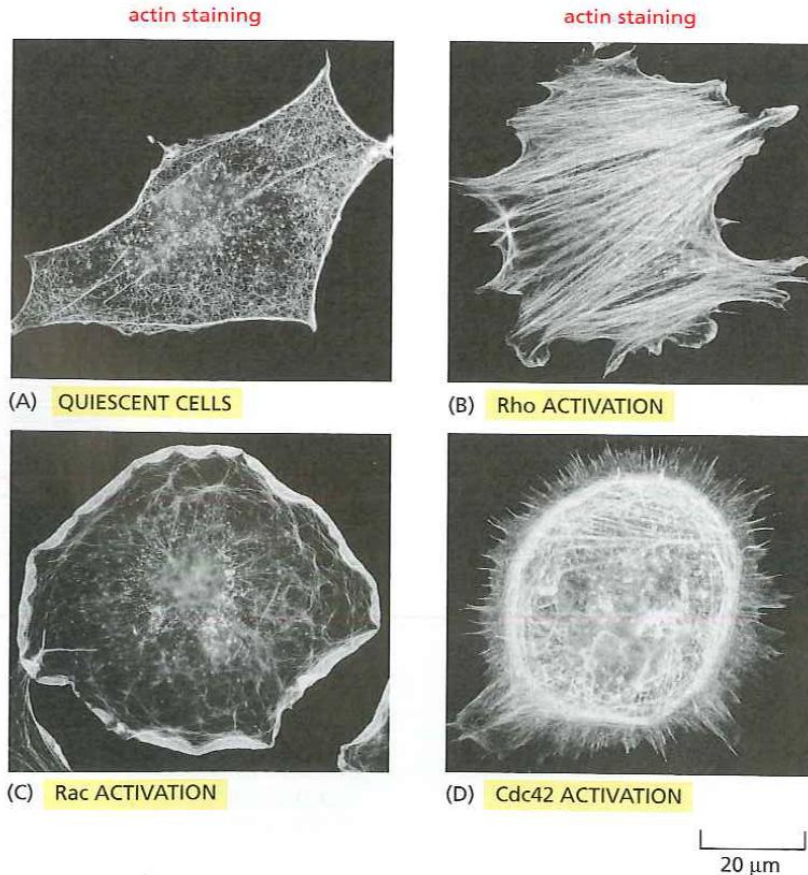 actin staining
actin staining
(A) QUIESCENT CELLS
(B) Rho ACTIVATION
(C) Rac ACTIVATION
(D) Cdc42 ACTIVATION
20 µm